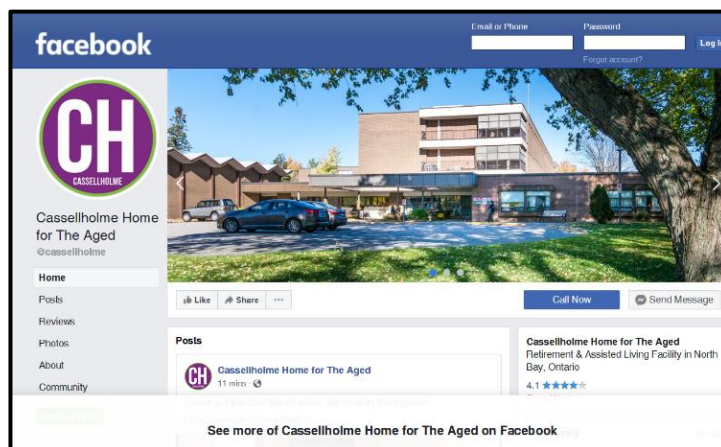 facebook
Email or Phone
Password
Log I
Forgot account?
CH
CASSELLHOLME
Cassellholme Home
for The Aged
@cassellholme
Home
Posts
Reviews
Photos
About
Community
Like
Share
Call Now
Send Message
Posts
CH
Cassellholme Home for The Aged
11 mins
Cassellholme Home for The Aged
Retirement & Assisted Living Facility in North
Bay, Ontario
4.1
See more of Cassellholme Home for The Aged on Facebook